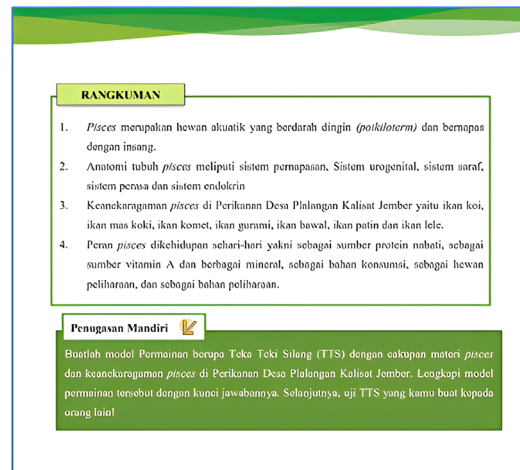 RANGKUMAN
1. Pisces merupakan hewan akuatik yang berdarah dingin (poikiloterm) dan bernapas
dengan insang.
2. Anatomi tubuh pisces meliputi sistem pernapasan, Sistem urogenital, sistem saraf,
sistem perasa dan sistem endokrin
3. Keanekaragaman pisces di Perikanan Desa Plalangan Kalisat Jember yaitu ikan koi,
ikan mas koki, ikan komet, ikan gurami, ikan bawal, ikan patin dan ikan lele.
4. Peran pisces dikehidupan sehari-hari yakni sebagai sumber protein nabati, sebagai
sumber vitamin A dan berbagai mineral, sebagai bahan konsumsi, sebagai hewan
peliharaan, dan sebagai bahan peliharaan.
Penugasan Mandiri
Buatlah model Permainan berupa Teka Teki Silang (TTS) dengan cakupan materi pisces
dan keanekaragaman pisces di Perikanan Desa Plalangan Kalisat Jember. Lengkapi model
permainan tersebut dengan kunci jawabannya. Selanjutnya, uji TTS yang kamu buat kepada
orang lain!